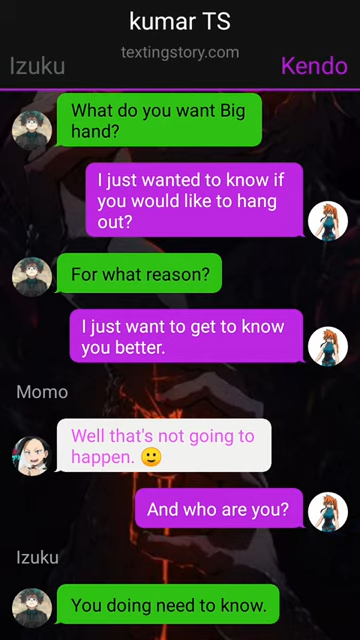 kumar TS
textingstory.com
Izuku
Kendo
What do you want Big
hand?
I just wanted to know if
you would like to hang
out?
For what reason?
I just want to get to know
you better.
Momo
Well that's not going to
happen. 🙂
And who are you?
Izuku
You doing need to know.